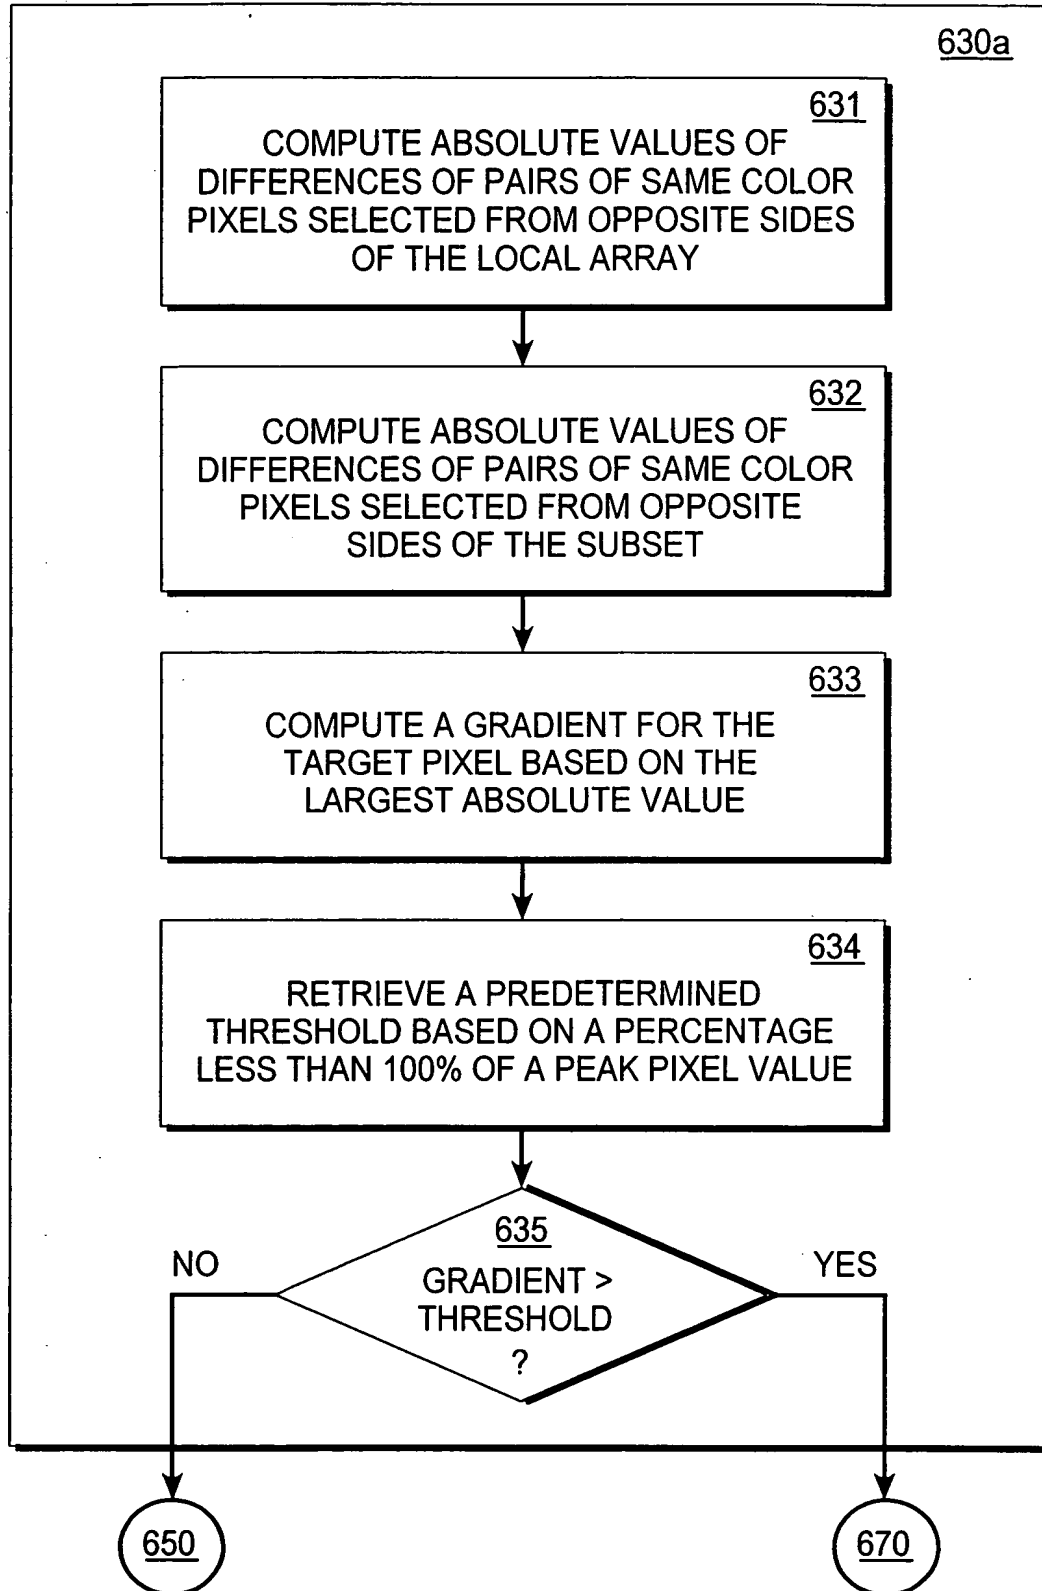 630a
631
COMPUTE ABSOLUTE VALUES OF
DIFFERENCES OF PAIRS OF SAME COLOR
PIXELS SELECTED FROM OPPOSITE SIDES
OF THE LOCAL ARRAY
632
COMPUTE ABSOLUTE VALUES OF
DIFFERENCES OF PAIRS OF SAME COLOR
PIXELS SELECTED FROM OPPOSITE
SIDES OF THE SUBSET
633
COMPUTE A GRADIENT FOR THE
TARGET PIXEL BASED ON THE
LARGEST ABSOLUTE VALUE
634
RETRIEVE A PREDETERMINED
THRESHOLD BASED ON A PERCENTAGE
LESS THAN 100% OF A PEAK PIXEL VALUE
635
GRADIENT >
THRESHOLD
?
NO
YES
650
670